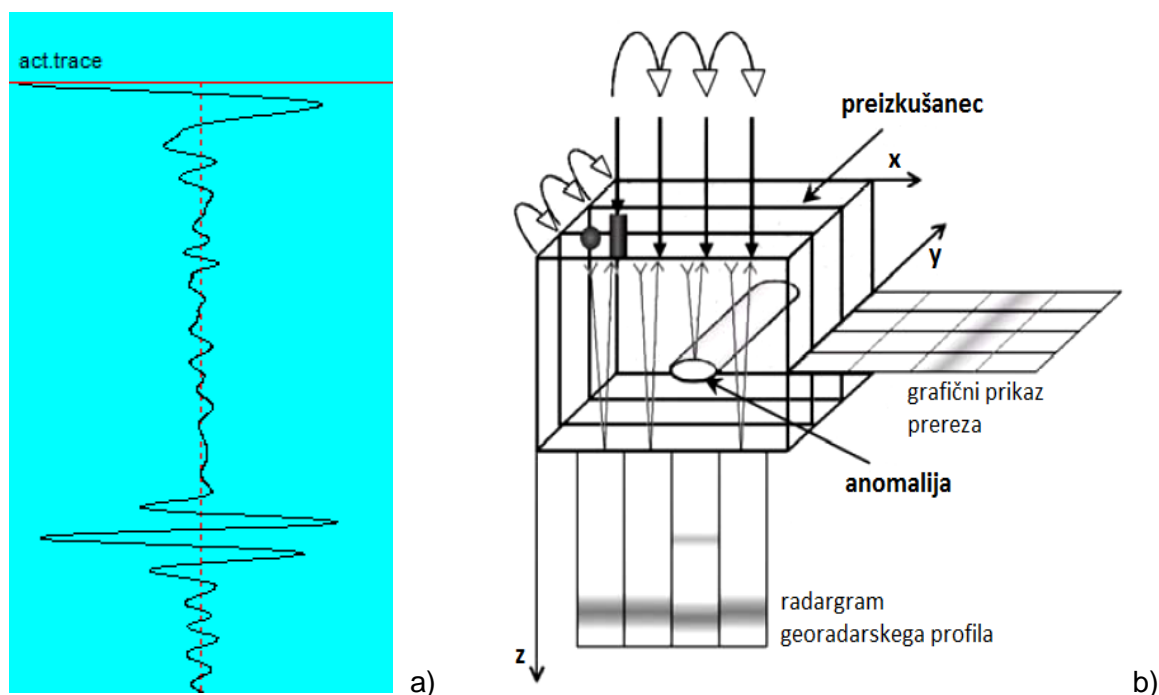 act.trace
a)
preizkušanec
x
y
grafični prikaz
prereza
anomalija
radargram
georadarskega profila
z
b)